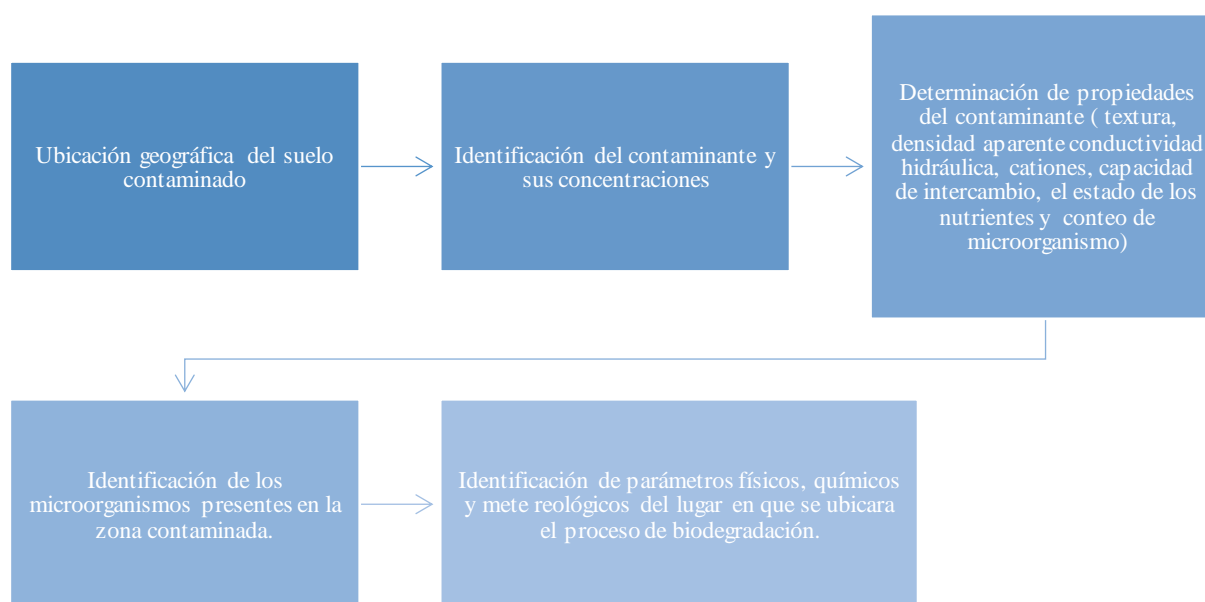 Ubicación geográfica del suelo
contaminado
Identificación del contaminante y
sus concentraciones
Determinación de propiedades
del contaminante ( textura,
densidad aparente conductividad
hidráulica, cationes, capacidad
de intercambio, el estado de los
nutrientes y conteo de
microorganismo)
Identificación de los
microorganismos presentes en la
zona contaminada.
Identificación de parámetros físicos, químicos
y mete reológicos del lugar en que se ubicara
el proceso de biodegradación.